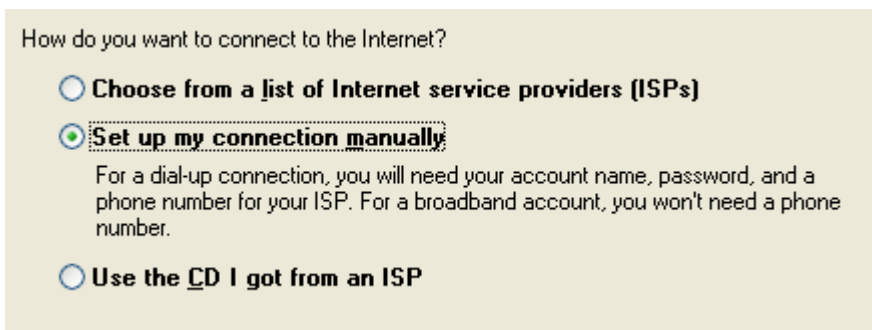 How do you want to connect to the Internet?
Choose from a list of Internet service providers (ISPs)
Set up my connection manually
For a dial-up connection, you will need your account name, password, and a
phone number for your ISP. For a broadband account, you won't need a phone
number.
Use the CD I got from an ISP